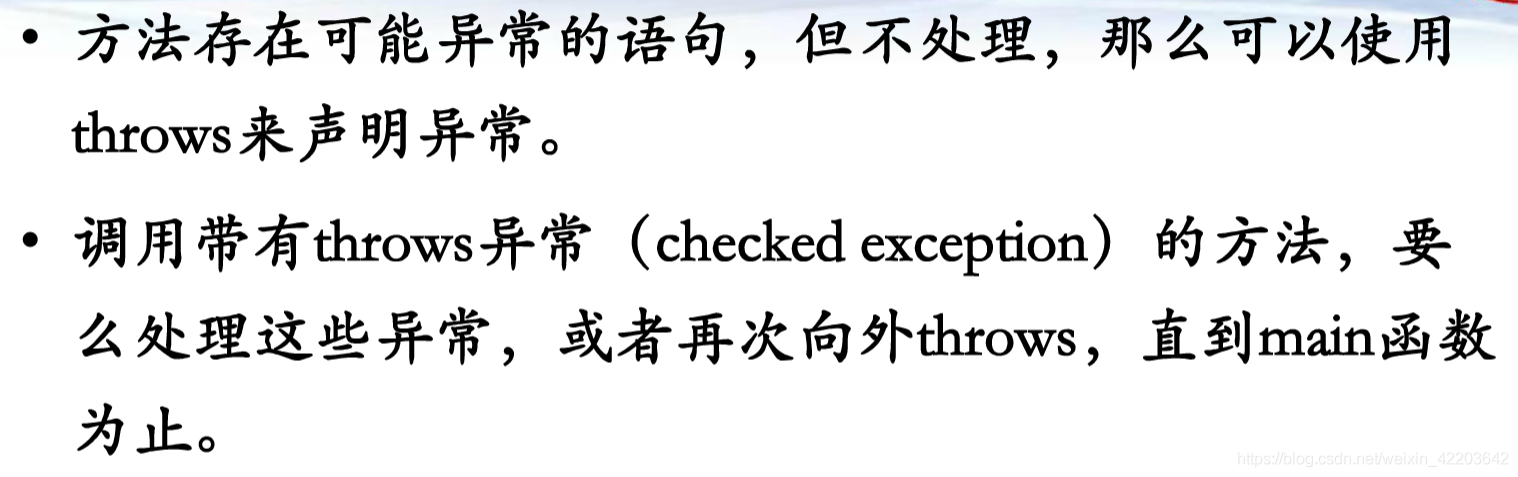 • 方法存在可能异常的语句，但不处理，那么可以使用
throws来声明异常。
• 调用带有throws异常（checked exception）的方法，要
么处理这些异常，或者再次向外throws，直到main函数
为止。
https://blog.csdn.net/weixin_42203642